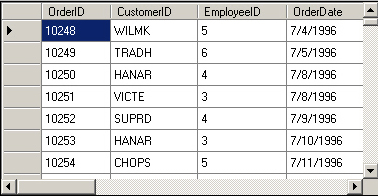 OrderID CustomerID EmployeeID OrderDate
10248 WILMK 5 7/4/1996
10249 TRADH 6 7/5/1996
10250 HANAR 4 7/8/1996
10251 VICTE 3 7/8/1996
10252 SUPRD 4 7/9/1996
10253 HANAR 3 7/10/1996
10254 CHOPS 5 7/11/1996